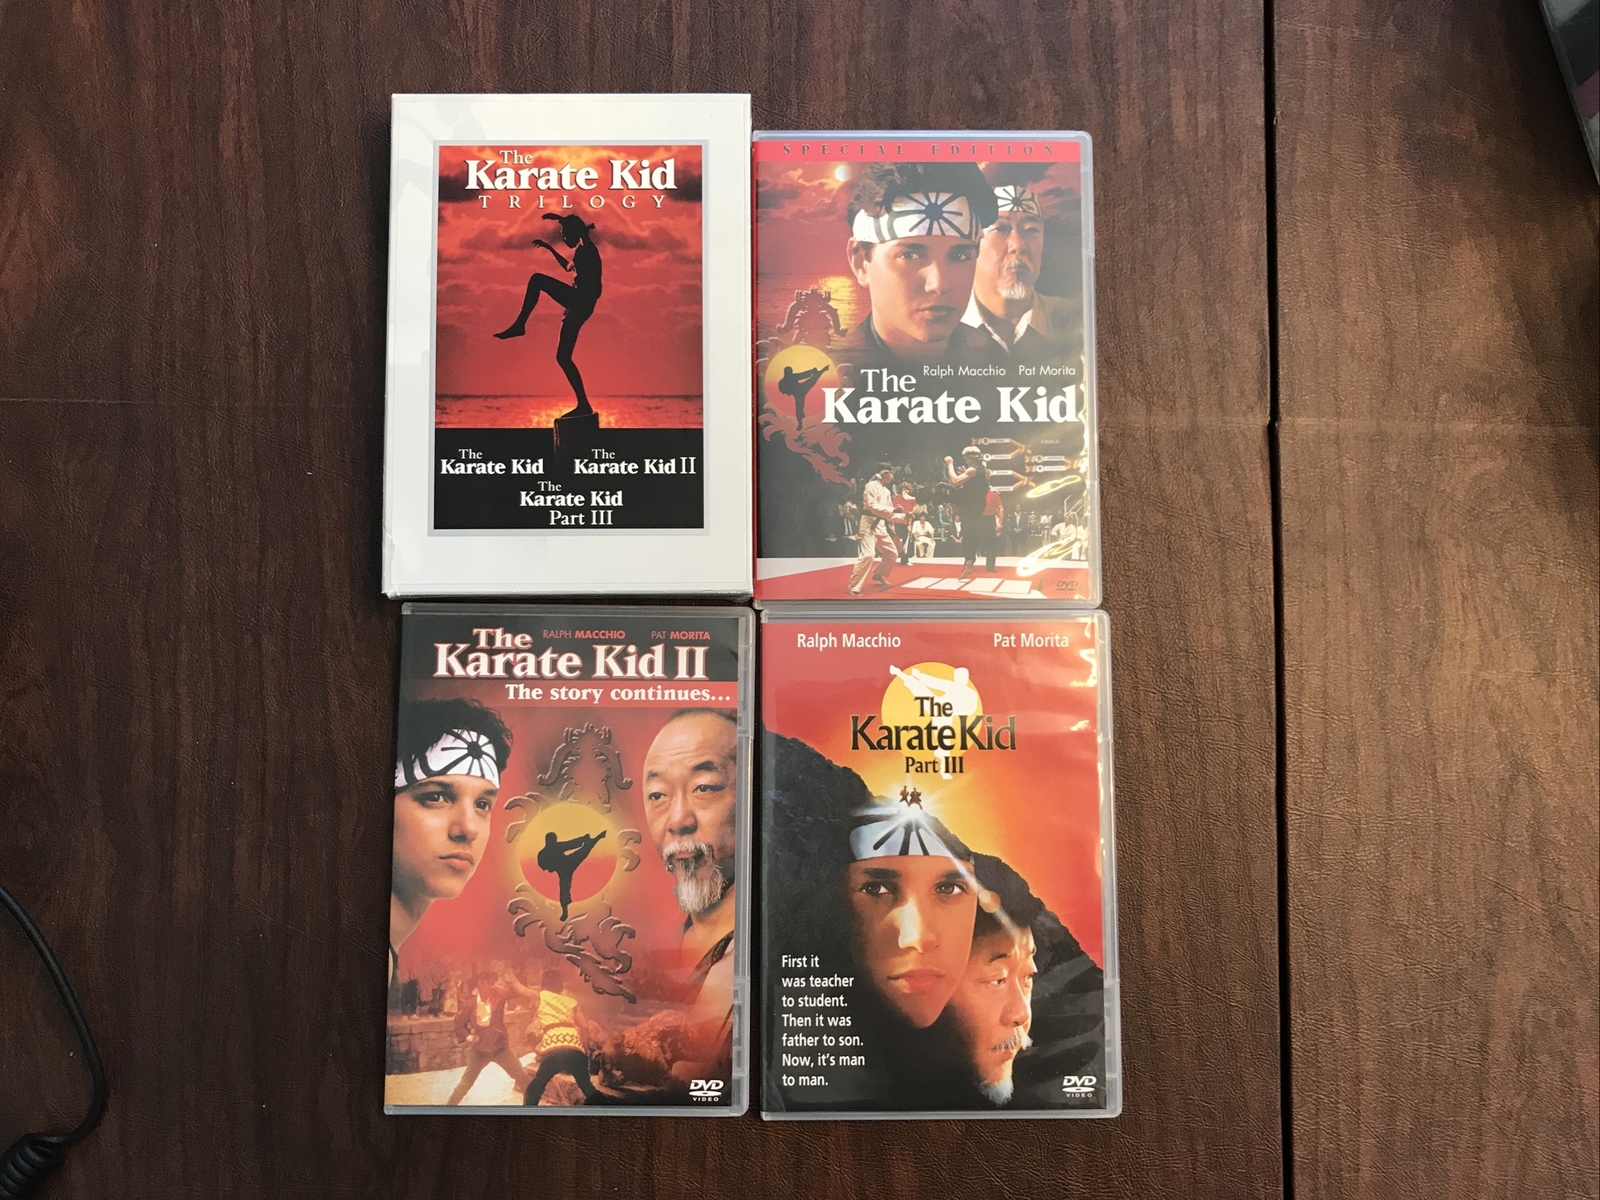 The
Karate Kid
TRILOGY
The
Karate Kid
The
Karate Kid II
The
Karate Kid
Part III
SPECIAL EDITION
Ralph Macchio Pat Morita
The
Karate Kid
FINALS
DVD
RALPH MACCHIO PAT MORITA
The
Karate Kid II
The story continues...
DVD
VIDEO
Ralph Macchio Pat Morita
The
Karate Kid
Part III
First it
was teacher
to student.
Then it was
father to son.
Now, it's man
to man.
DVD
VIDEO